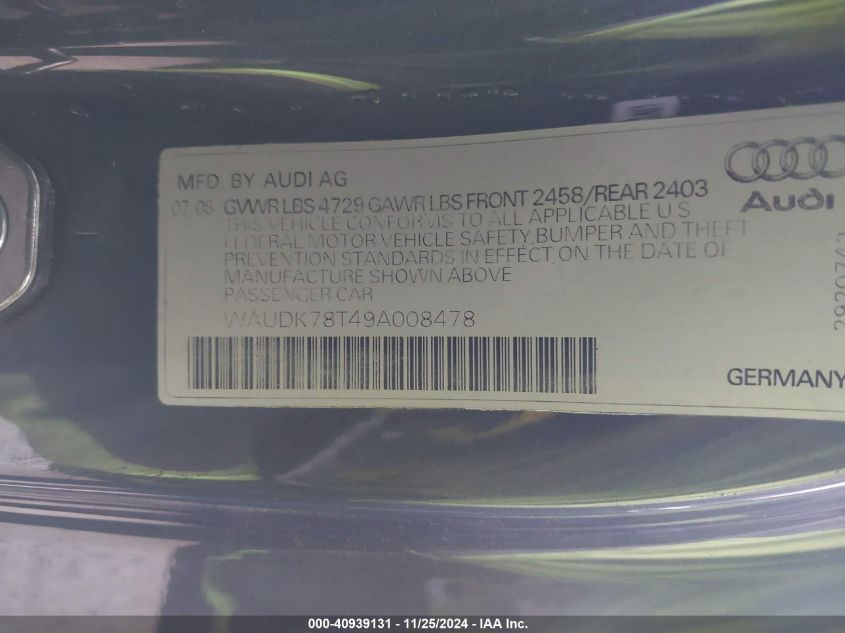 MFD BY AUDI AG
07 08 GVWR LBS 4729 GAWR LBS FRONT 2458/REAR 2403
THIS VEHICLE CONFORMS TO ALL APPLICABLE U S
FEDERAL MOTOR VEHICLE SAFETY, BUMPER AND THEFT
PREVENTION STANDARDS IN EFFECT ON THE DATE OF
MANUFACTURE SHOWN ABOVE
PASSENGER CAR
WAUDK78T49A008478
Audi
GERMANY
000-40939131 - 11/25/2024 - IAA Inc.